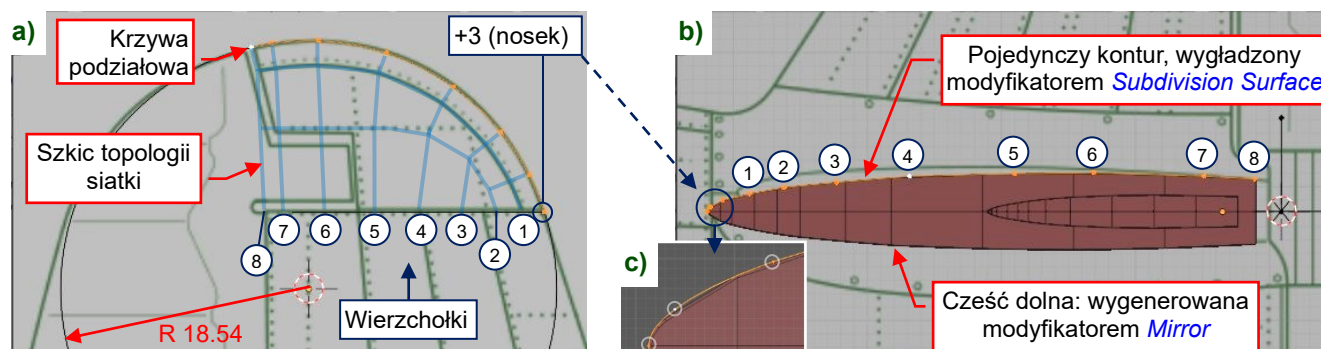 a)
Krzywa
podziałowa
+3 (nosek)
Szkic topologii
siatki
8
7
6
5
4
3
2
1
Wierzchołki
R 18.54
b)
Pojedynczy kontur, wygładzony
modyfikatorem Subdivision Surface
1
2
3
4
5
6
7
8
c)
Cześć dolna: wygenerowana
modyfikatorem Mirror